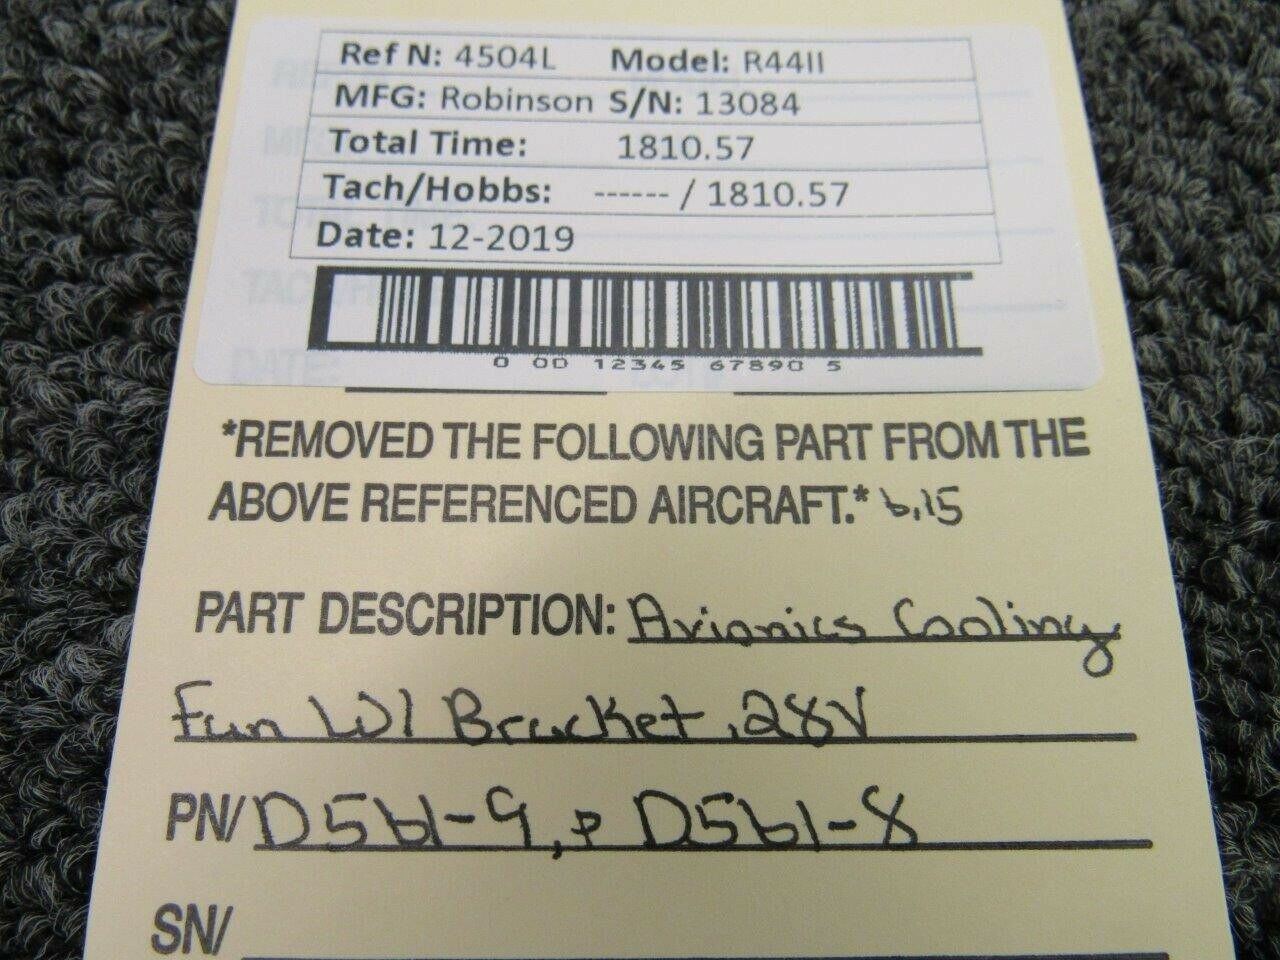 Ref N: 4504L Model: R44II
MFG: Robinson S/N: 13084
Total Time: 1810.57
Tach/Hobbs: ------ / 1810.57
Date: 12-2019
0 00 12345 67890 5
*REMOVED THE FOLLOWING PART FROM THE
ABOVE REFERENCED AIRCRAFT.* 6.15
PART DESCRIPTION: Avionics Cooling
Fan W/ Bracket, 28V
PN/ D561-9, & D561-8
SN/